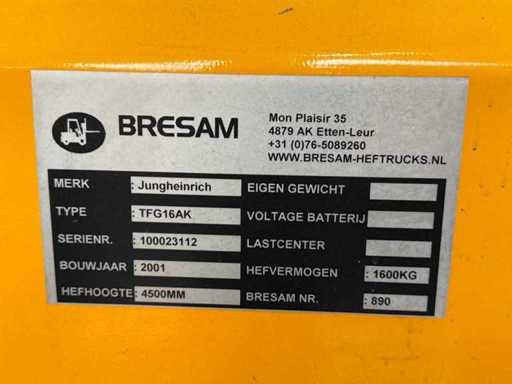 BRESAM
Mon Plaisir 35
4879 AK Etten-Leur
+31 (0)76-5089260
WWW.BRESAM-HEFTRUCKS.NL
MERK : Jungheinrich EIGEN GEWICHT
TYPE : TFG16AK VOLTAGE BATTERIJ
SERIENR. : 100023112 LASTCENTER
BOUWJAAR : 2001 HEFVERMOGEN : 1600KG
HEFHOOGTE : 4500MM BRESAM NR. : 890